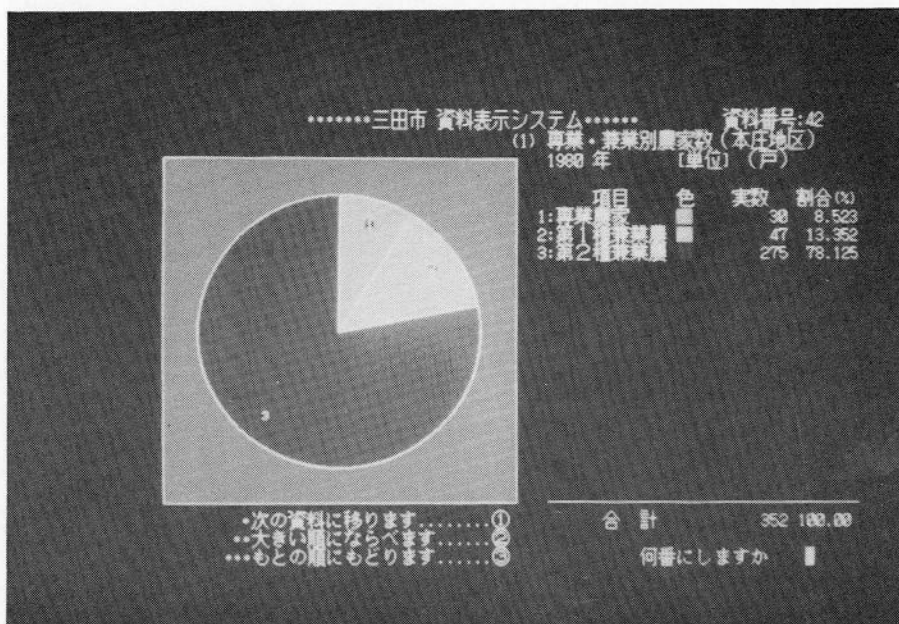 •••••••三田市 資料表示システム•••••• 資料番号:42
(1) 専業・兼業別農家数(本庄地区)
1980 年 [単位] (戸)
項目 色 実数 割合(%)
1:専業農家 30 8.523
2:第1種兼業農 47 13.352
3:第2種兼業農 275 78.125
3
合 計 352 100.00
•次の資料に移ります........①
••大きい順にならべます......②
•••もとの順にもどります......③
何番にしますか